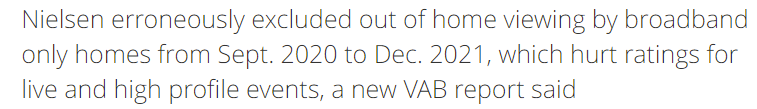 Nielsen erroneously excluded out of home viewing by broadband
only homes from Sept. 2020 to Dec. 2021, which hurt ratings for
live and high profile events, a new VAB report said